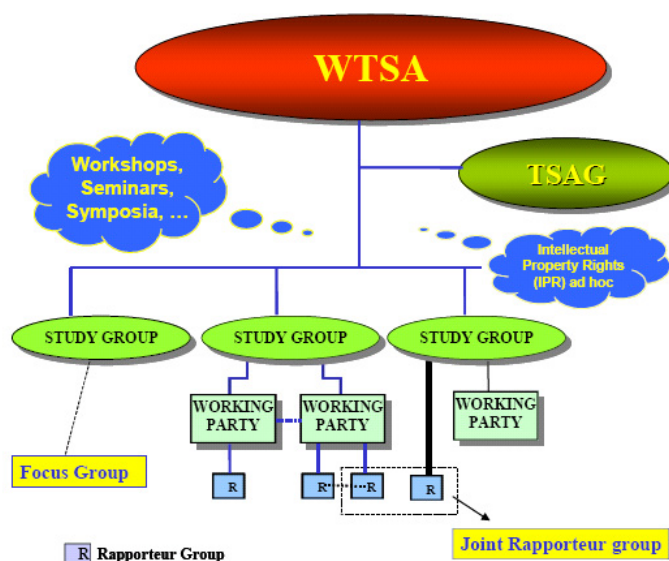 WTSA
Workshops,
Seminars,
Symposia, ...
TSAG
Intellectual
Property Rights
(IPR) ad hoc
STUDY GROUP
STUDY GROUP
STUDY GROUP
WORKING
PARTY
WORKING
PARTY
WORKING
PARTY
Focus Group
R
R
R
R
Joint Rapporteur group
R Rapporteur Group